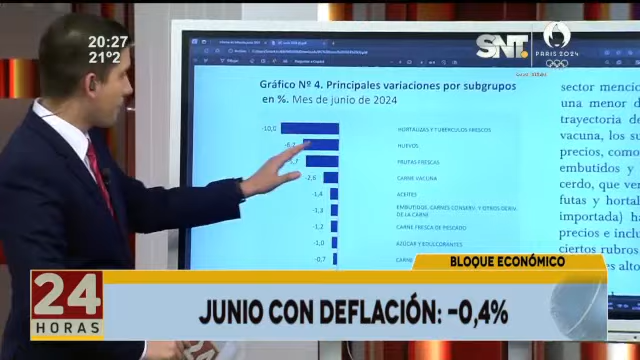 20:27
21°2
SNT
PARIS 2024
Gráfico Nº 4. Principales variaciones por subgrupos
en %. Mes de junio de 2024
-10,0 HORTALIZAS Y TUBÉRCULOS FRESCOS
HUEVOS
FRUTAS FRESCAS
-2,6 CARNE VACUNA
-1,4 ACEITES
-1,3 EMBUTIDOS, CARNES CONSERV. Y OTROS DERIV. DE LA CARNE
-1,2 CARNE FRESCA DE PESCADO
-1,0 AZÚCAR Y EDULCORANTES
-0,7 CARNE
sector mencio
una menor d
trayectoria de
vacuna, los su
precios, como
embutidos y
cerdo, que ver
futas y hortal
importada) ha
precios e inclu
ciertos rubros
altos
BLOQUE ECONÓMICO
24
HORAS
JUNIO CON DEFLACIÓN: -0,4%
24